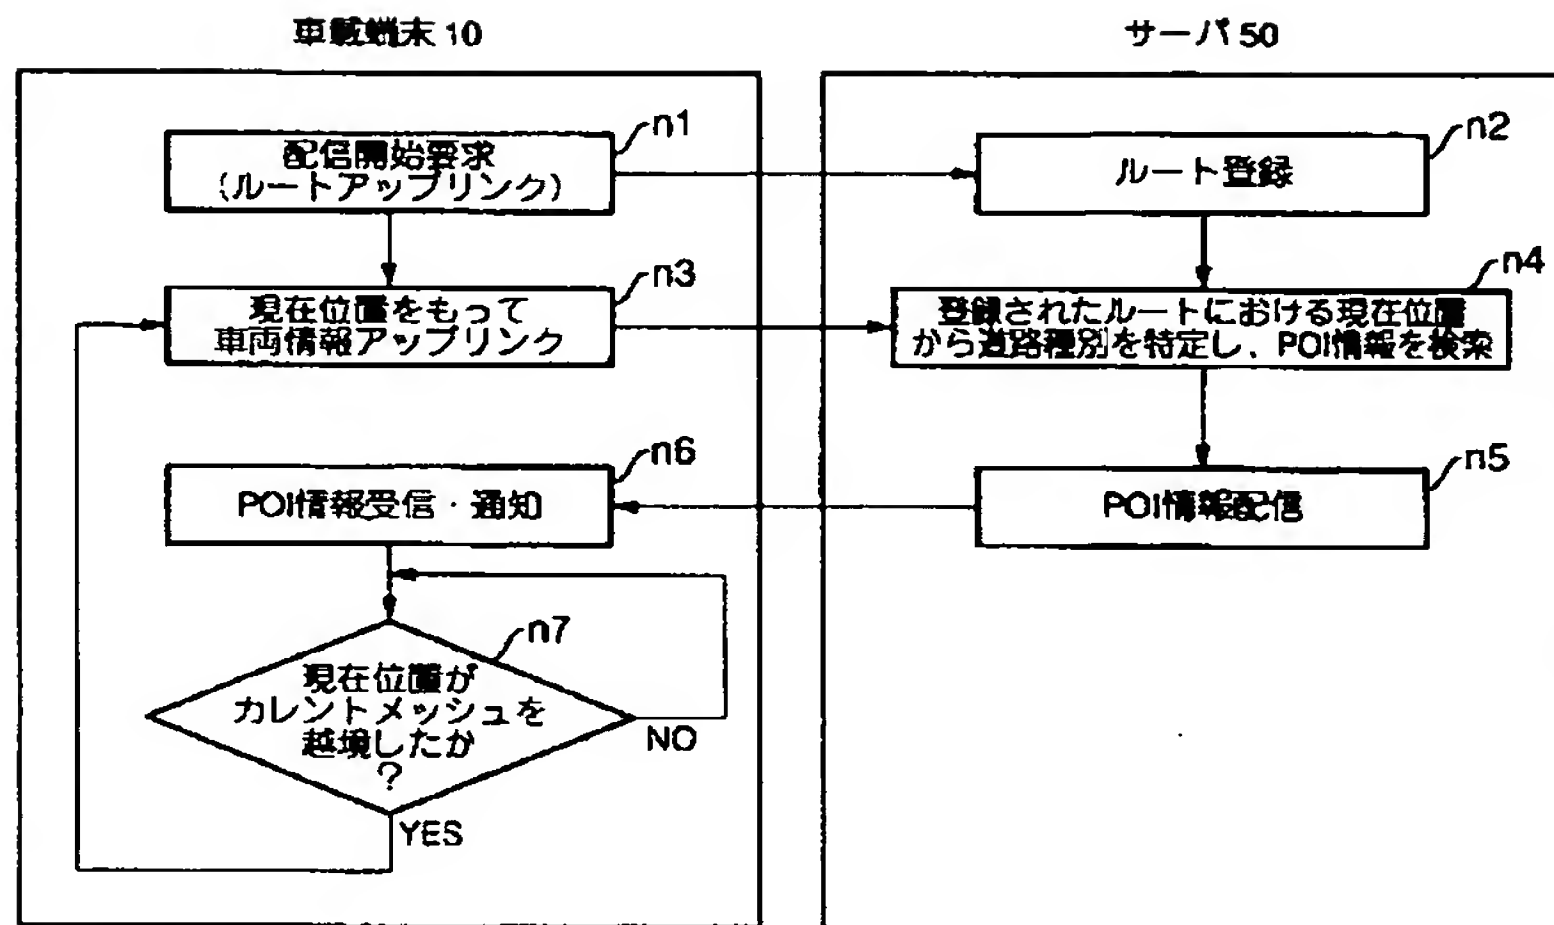 車載端末10
サーバ50
n1
配信開始要求
(ルートアップリンク)
n2
ルート登録
n3
現在位置をもって
車両情報アップリンク
n4
登録されたルートにおける現在位置
から道路種別を特定し、POI情報を検索
n6
POI情報受信・通知
n5
POI情報配信
n7
現在位置が
カレントメッシュを
越境したか
?
NO
YES